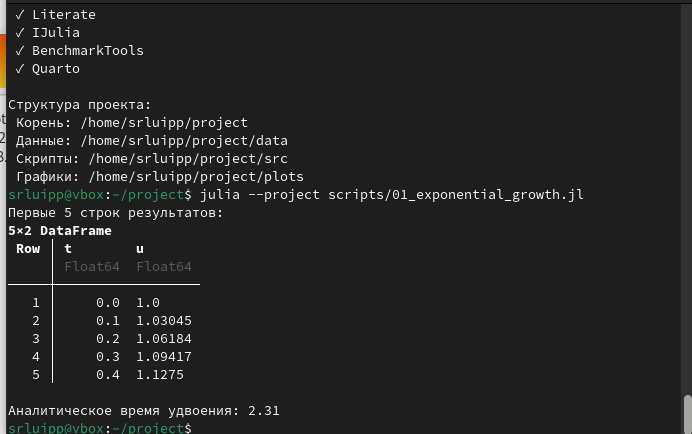 ✓ Literate
✓ IJulia
✓ BenchmarkTools
✓ Quarto
Структура проекта:
Корень: /home/srluipp/project
Данные: /home/srluipp/project/data
Скрипты: /home/srluipp/project/src
Графики: /home/srluipp/project/plots
srluipp@vbox:~/project$ julia --project scripts/01_exponential_growth.jl
Первые 5 строк результатов:
5×2 DataFrame
Row │ t u
│ Float64 Float64
1 │ 0.0 1.0
2 │ 0.1 1.03045
3 │ 0.2 1.06184
4 │ 0.3 1.09417
5 │ 0.4 1.1275
Аналитическое время удвоения: 2.31
srluipp@vbox:~/project$